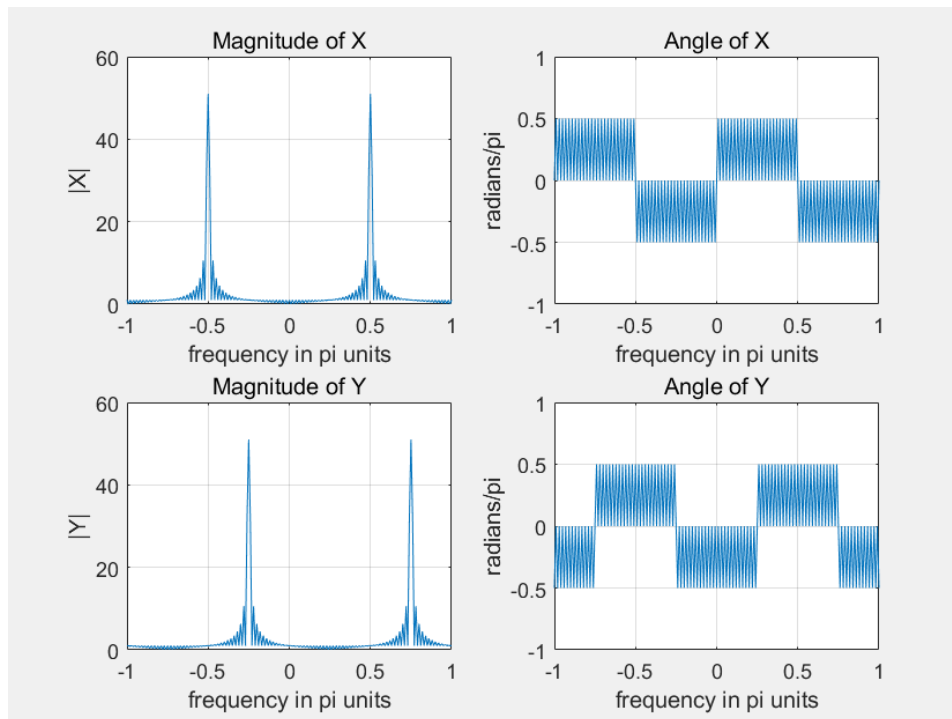 Magnitude of X
60
40
20
0
|X|
-1 -0.5 0 0.5 1
frequency in pi units
Angle of X
1
0.5
0
-0.5
-1
radians/pi
-1 -0.5 0 0.5 1
frequency in pi units
Magnitude of Y
60
40
20
0
|Y|
-1 -0.5 0 0.5 1
frequency in pi units
Angle of Y
1
0.5
0
-0.5
-1
radians/pi
-1 -0.5 0 0.5 1
frequency in pi units